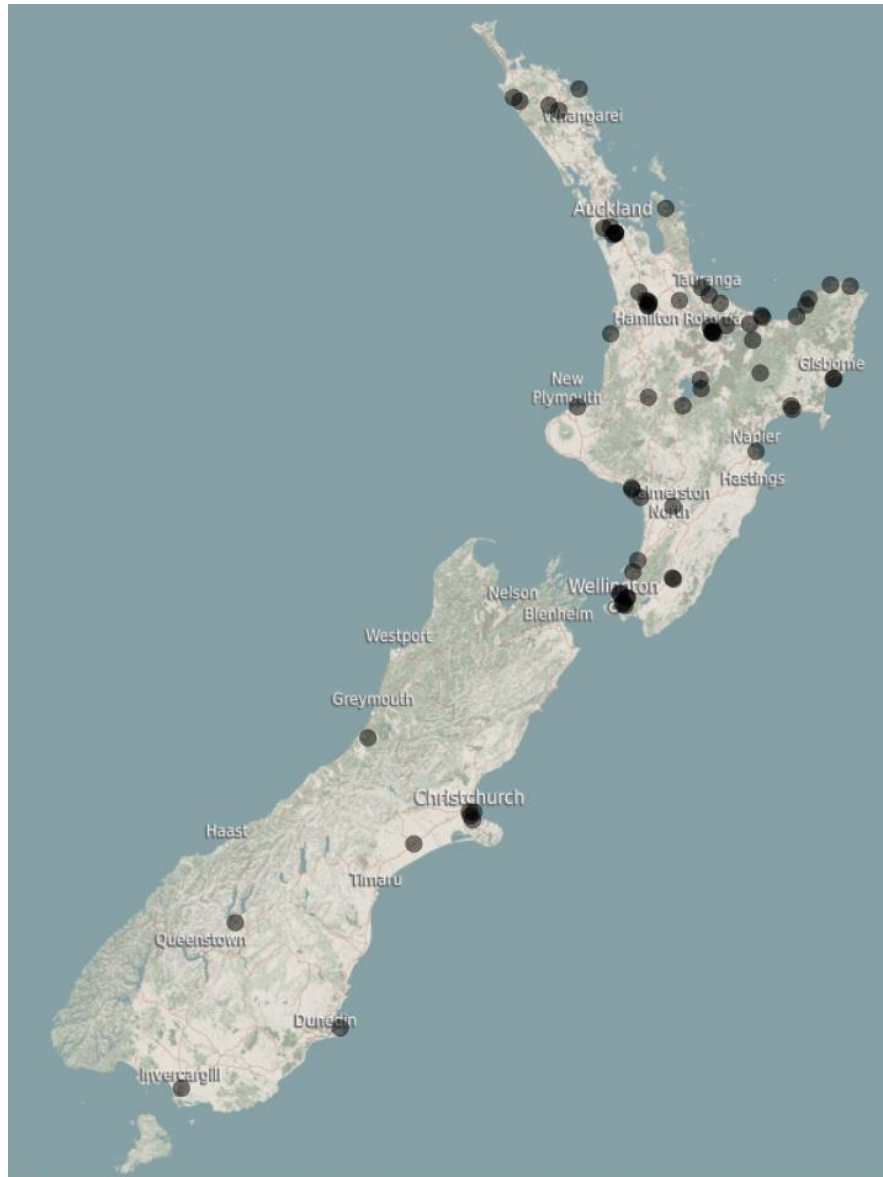 Whangarei
Auckland
Tauranga
Hamilton
Gisborne
New
Plymouth
Napier
Hastings
North
Wellington
Nelson
Blenheim
Westport
Greymouth
Christchurch
Haast
Timaru
Queenstown
Dunedin
Invercargill